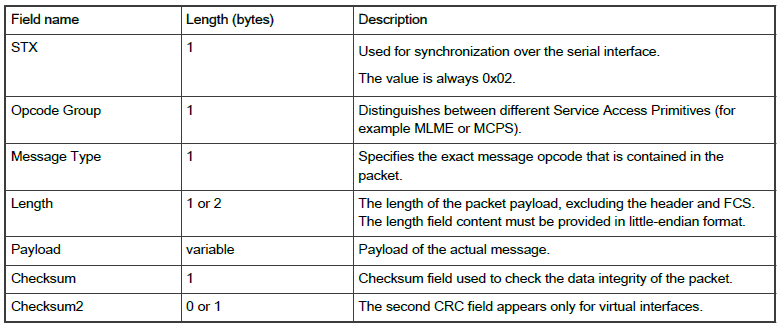 Field name Length (bytes) Description
STX 1 Used for synchronization over the serial interface.
The value is always 0x02.
Opcode Group 1 Distinguishes between different Service Access Primitives (for
example MLME or MCPS).
Message Type 1 Specifies the exact message opcode that is contained in the
packet.
Length 1 or 2 The length of the packet payload, excluding the header and FCS.
The length field content must be provided in little-endian format.
Payload variable Payload of the actual message.
Checksum 1 Checksum field used to check the data integrity of the packet.
Checksum2 0 or 1 The second CRC field appears only for virtual interfaces.